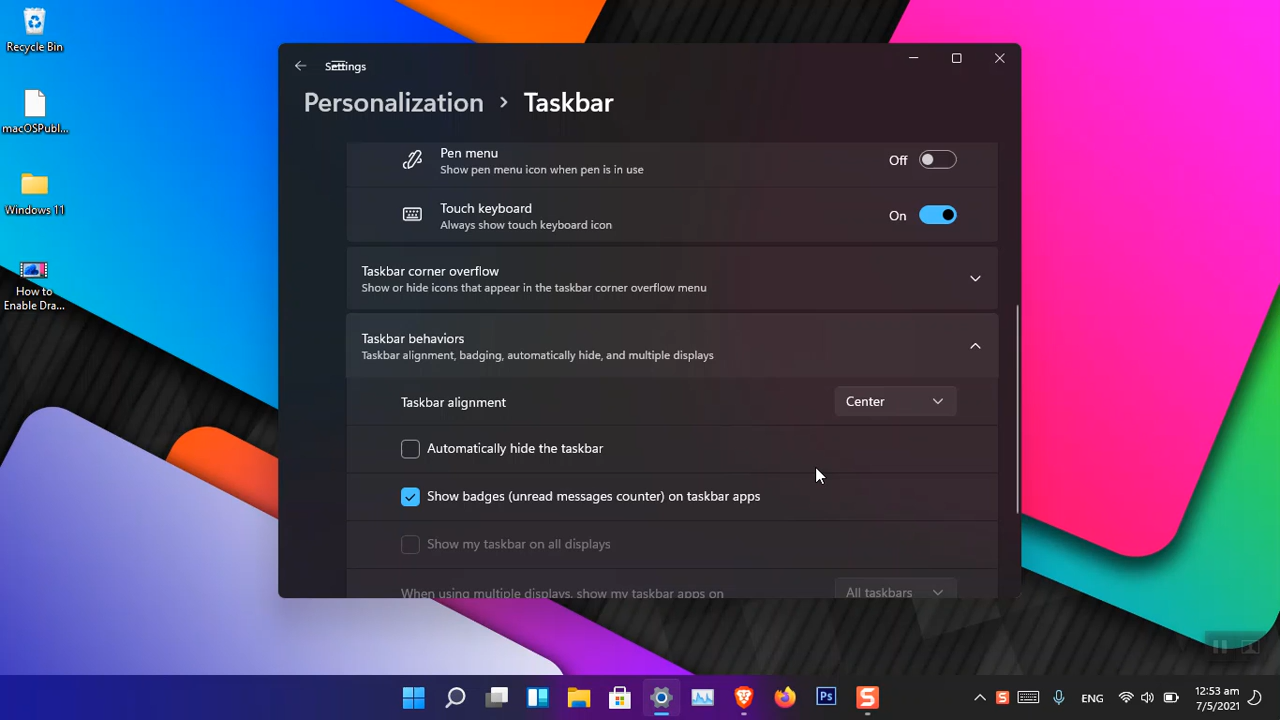 Recycle Bin
macOSPubl...
Windows 11
How to
Enable Dra...
Settings
Personalization > Taskbar
Pen menu
Show pen menu icon when pen is in use
Off
Touch keyboard
Always show touch keyboard icon
On
Taskbar corner overflow
Show or hide icons that appear in the taskbar corner overflow menu
Taskbar behaviors
Taskbar alignment, badging, automatically hide, and multiple displays
Taskbar alignment
Center
Automatically hide the taskbar
Show badges (unread messages counter) on taskbar apps
Show my taskbar on all displays
When using multiple displays, show my taskbar apps on
All taskbars
Ps
S
S
ENG
12:53 am
7/5/2021